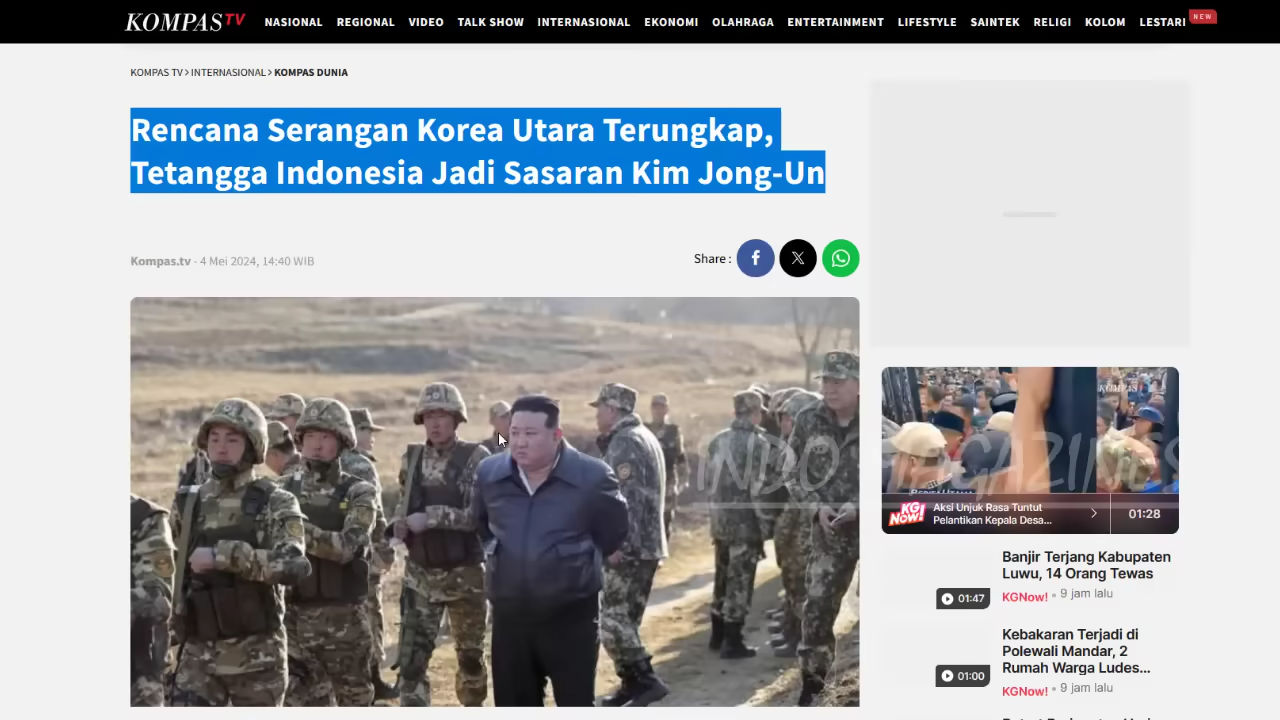 KOMPASTV NASIONAL REGIONAL VIDEO TALK SHOW INTERNASIONAL EKONOMI OLAHRAGA ENTERTAINMENT LIFESTYLE SAINTEK RELIGI KOLOM LESTARI NEW
KOMPAS TV > INTERNASIONAL > KOMPAS DUNIA
Rencana Serangan Korea Utara Terungkap,
Tetangga Indonesia Jadi Sasaran Kim Jong-Un
Kompas.tv - 4 Mei 2024, 14:40 WIB
Share :
INDO MAGAZINES
KOMPAS
KG NOW!
Aksi Unjuk Rasa Tuntut
Pelantikan Kepala Desa...
01:28
Banjir Terjang Kabupaten
Luwu, 14 Orang Tewas
01:47
KGNow! • 9 jam lalu
Kebakaran Terjadi di
Polewali Mandar, 2
Rumah Warga Ludes...
01:00
KGNow! • 9 jam lalu